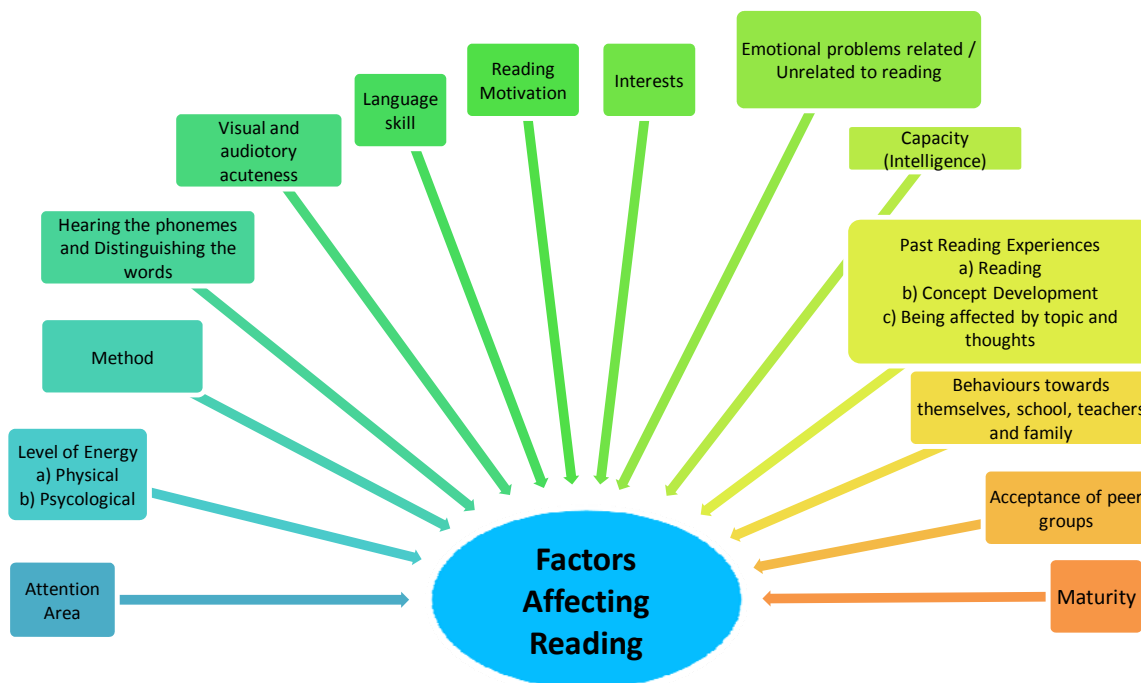 Emotional problems related /
Unrelated to reading
Reading
Motivation
Interests
Language
skill
Visual and
audiotory
acuteness
Capacity
(Intelligence)
Hearing the phonemes
and Distinguishing the
words
Past Reading Experiences
a) Reading
b) Concept Development
c) Being affected by topic and
thoughts
Method
Behaviours towards
themselves, school, teachers
and family
Level of Energy
a) Physical
b) Psycological
Acceptance of peer
groups
Attention
Area
Maturity
Factors
Affecting
Reading